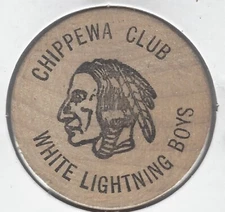 CHIPPEWA CLUB
WHITE LIGHTNING BOYS